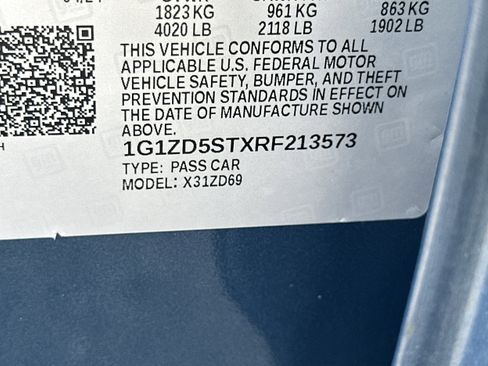 1823 KG 961 KG 863 KG
4020 LB 2118 LB 1902 LB
THIS VEHICLE CONFORMS TO ALL
APPLICABLE U.S. FEDERAL MOTOR
VEHICLE SAFETY, BUMPER, AND THEFT
PREVENTION STANDARDS IN EFFECT ON
THE DATE OF MANUFACTURE SHOWN
ABOVE.
1G1ZD5STXRF213573
TYPE: PASS CAR
MODEL: X31ZD69